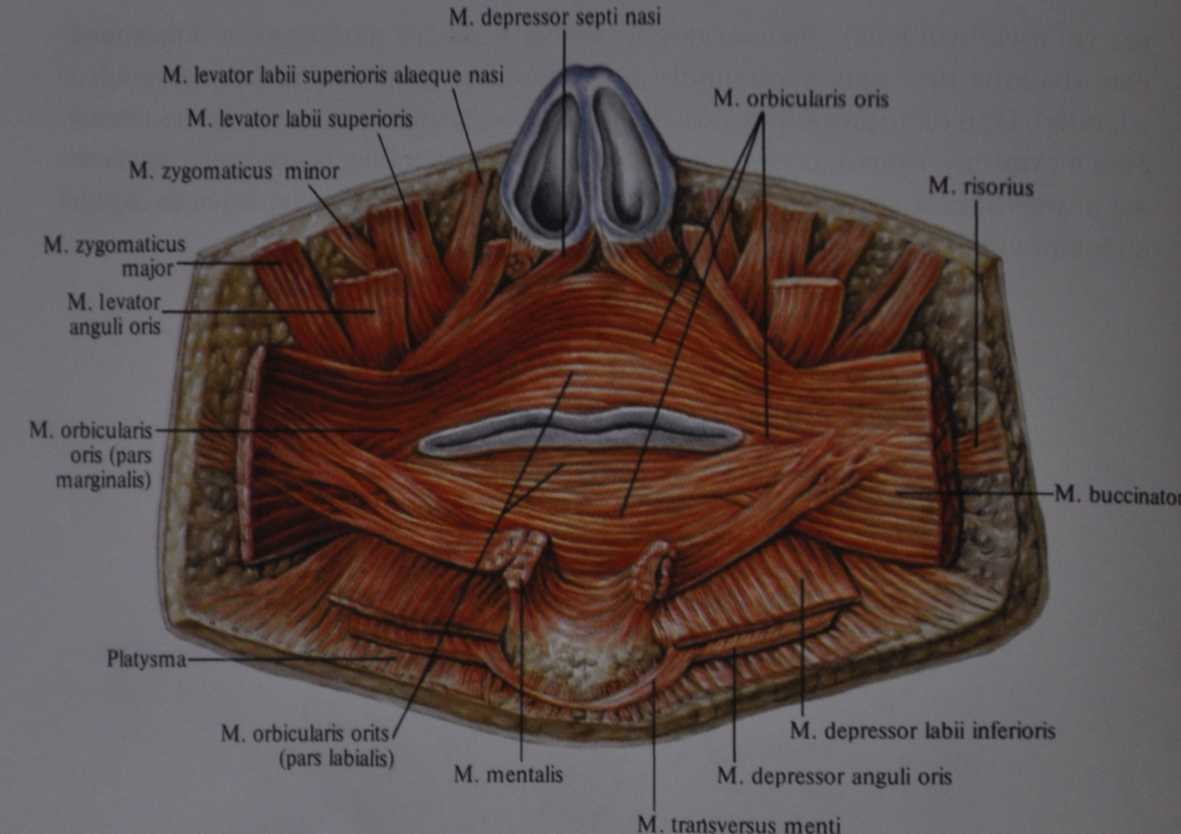 M. depressor septi nasi
M. levator labii superioris alaeque nasi
M. levator labii superioris
M. orbicularis oris
M. zygomaticus minor
M. risorius
M. zygomaticus
major
M. levator
anguli oris
M. orbicularis
oris (pars
marginalis)
M. buccinator
Platysma
M. orbicularis orits
(pars labialis)
M. depressor labii inferioris
M. mentalis
M. depressor anguli oris
M. transversus menti